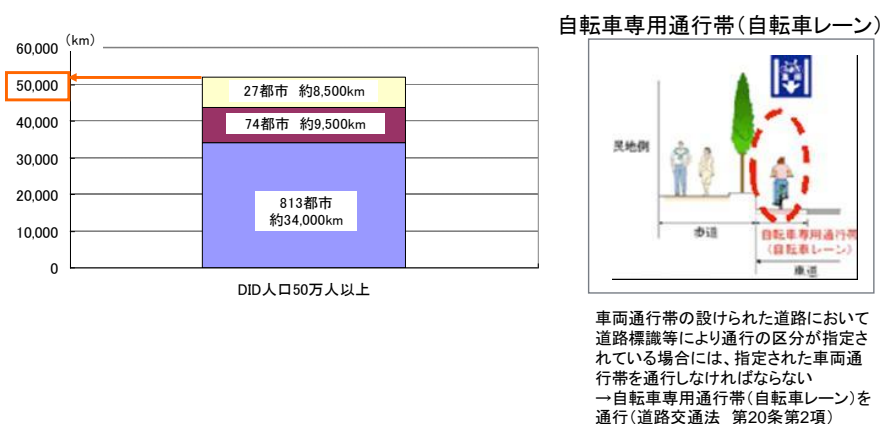 自転車専用通行帯(自転車レーン)
(km)
60,000
50,000
40,000
30,000
20,000
10,000
0
27都市 約8,500km
74都市 約9,500km
813都市
約34,000km
DID人口50万人以上
民地側
歩道
自転車専用通行帯
(自転車レーン)
車道
車両通行帯の設けられた道路において
道路標識等により通行の区分が指定さ
れている場合には、指定された車両通
行帯を通行しなければならない
→自転車専用通行帯(自転車レーン)を
通行(道路交通法 第20条第2項)